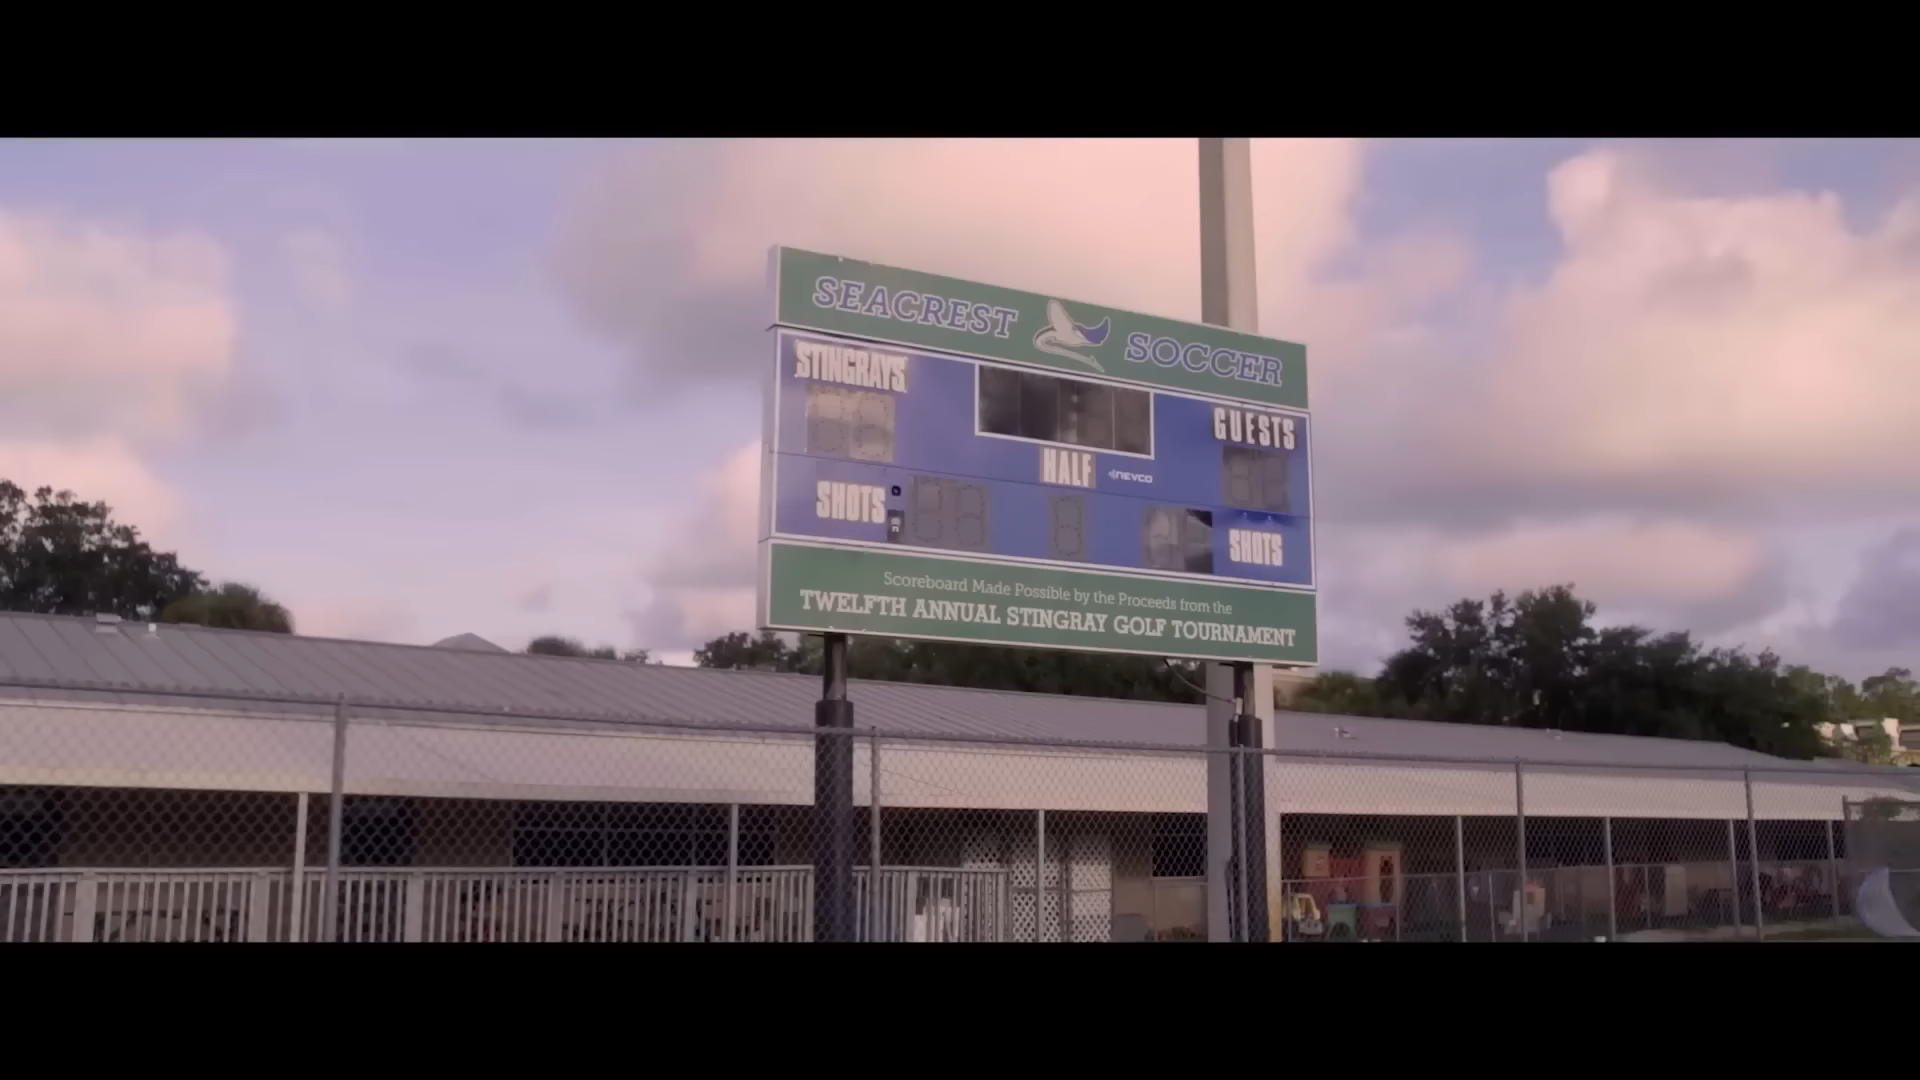 SEACREST SOCCER
STINGRAYS
GUESTS
HALF
NEVCO
SHOTS
SHOTS
Scoreboard Made Possible by the Proceeds from the
TWELFTH ANNUAL STINGRAY GOLF TOURNAMENT